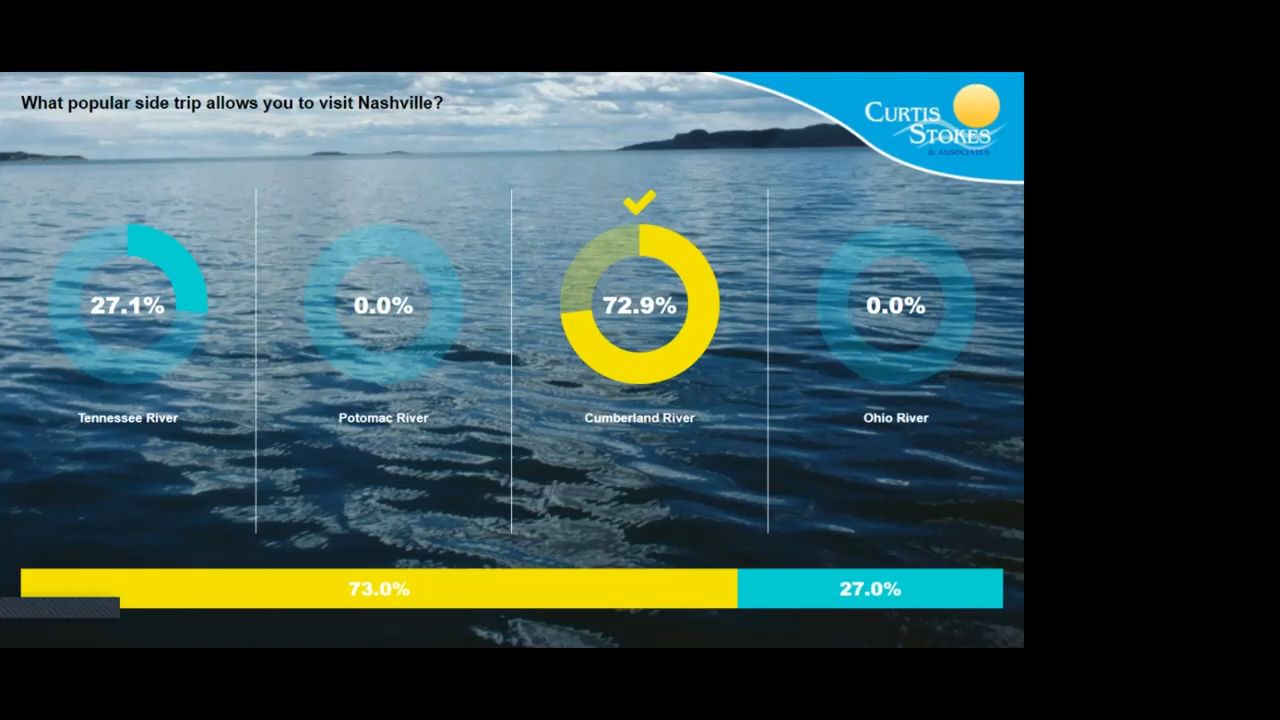 What popular side trip allows you to visit Nashville?
CURTIS
STOKES
& ASSOCIATES
27.1%
0.0%
72.9%
0.0%
Tennessee River
Potomac River
Cumberland River
Ohio River
73.0%
27.0%